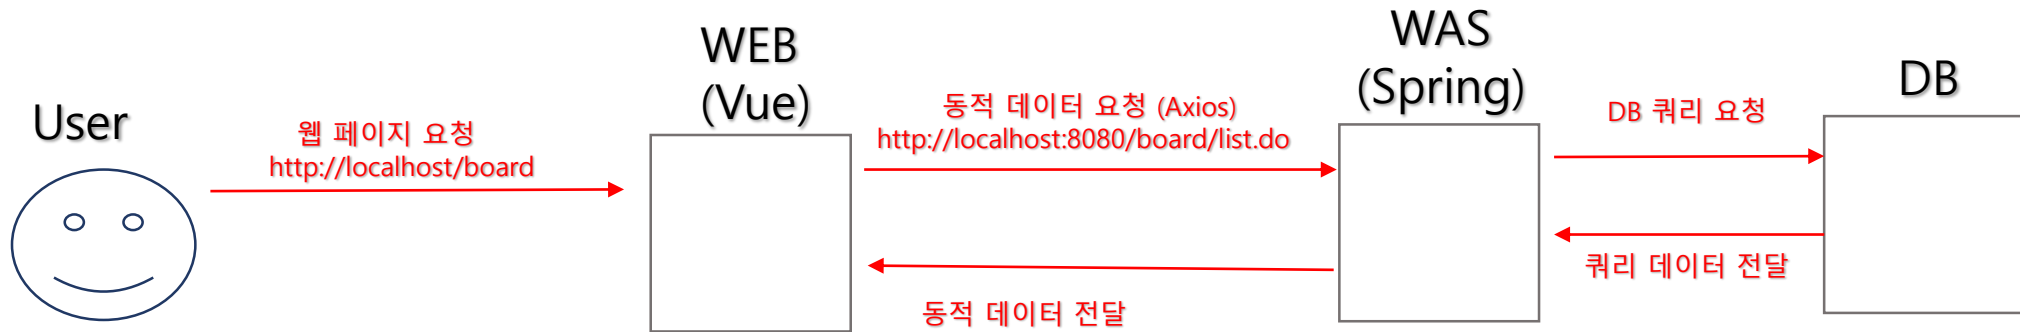 User
웹 페이지 요청
http://localhost/board
WEB
(Vue)
동적 데이터 요청 (Axios)
http://localhost:8080/board/list.do
동적 데이터 전달
WAS
(Spring)
DB 쿼리 요청
쿼리 데이터 전달
DB